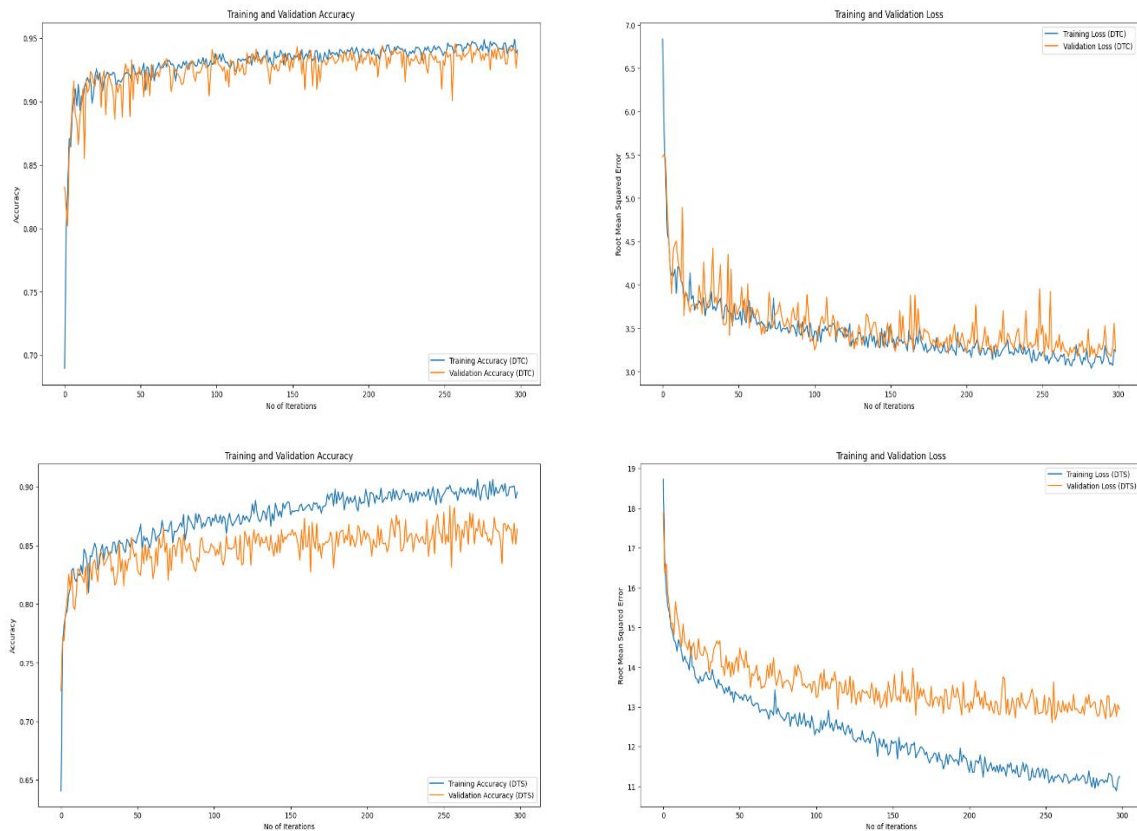 Training and Validation Accuracy
0.95
0.90
0.85
0.80
0.75
0.70
Accuracy
Training Accuracy (DTC)
Validation Accuracy (DTC)
0 50 100 150 200 250 300
No of Iterations
Training and Validation Loss
7.0
6.5
6.0
5.5
5.0
4.5
4.0
3.5
3.0
Root Mean Squared Error
Training Loss (DTC)
Validation Loss (DTC)
0 50 100 150 200 250 300
No of Iterations
Training and Validation Accuracy
0.90
0.85
0.80
0.75
0.70
0.65
Accuracy
Training Accuracy (DTS)
Validation Accuracy (DTS)
0 50 100 150 200 250 300
No of Iterations
Training and Validation Loss
19
18
17
16
15
14
13
12
11
Root Mean Squared Error
Training Loss (DTS)
Validation Loss (DTS)
0 50 100 150 200 250 300
No of Iterations